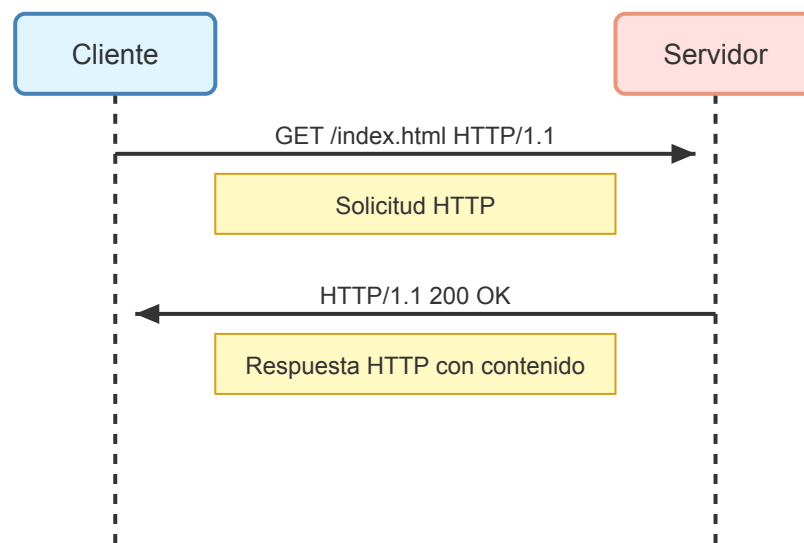 Cliente
Servidor
GET /index.html HTTP/1.1
Solicitud HTTP
HTTP/1.1 200 OK
Respuesta HTTP con contenido